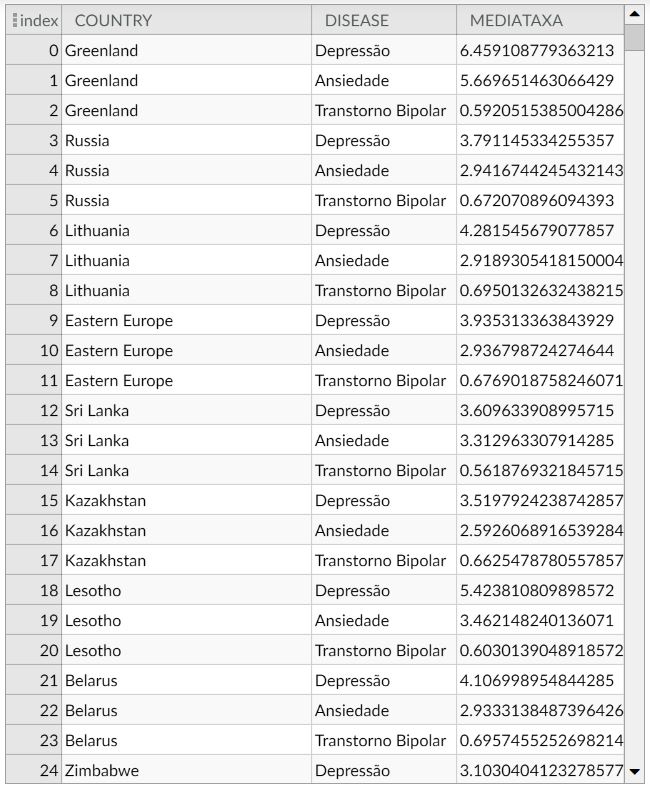 index COUNTRY DISEASE MEDIATAXA
0 Greenland Depressão 6.459108779363213
1 Greenland Ansiedade 5.669651463066429
2 Greenland Transtorno Bipolar 0.5920515385004286
3 Russia Depressão 3.791145334255357
4 Russia Ansiedade 2.9416744245432143
5 Russia Transtorno Bipolar 0.672070896094393
6 Lithuania Depressão 4.281545679077857
7 Lithuania Ansiedade 2.9189305418150004
8 Lithuania Transtorno Bipolar 0.6950132632438215
9 Eastern Europe Depressão 3.935313363843929
10 Eastern Europe Ansiedade 2.936798724274644
11 Eastern Europe Transtorno Bipolar 0.6769018758246071
12 Sri Lanka Depressão 3.609633908995715
13 Sri Lanka Ansiedade 3.312963307914285
14 Sri Lanka Transtorno Bipolar 0.5618769321845715
15 Kazakhstan Depressão 3.5197924238742857
16 Kazakhstan Ansiedade 2.5926068916539284
17 Kazakhstan Transtorno Bipolar 0.6625478780557857
18 Lesotho Depressão 5.423810809898572
19 Lesotho Ansiedade 3.462148240136071
20 Lesotho Transtorno Bipolar 0.6030139048918572
21 Belarus Depressão 4.106998954844285
22 Belarus Ansiedade 2.9333138487396426
23 Belarus Transtorno Bipolar 0.6957455252698214
24 Zimbabwe Depressão 3.1030404123278577